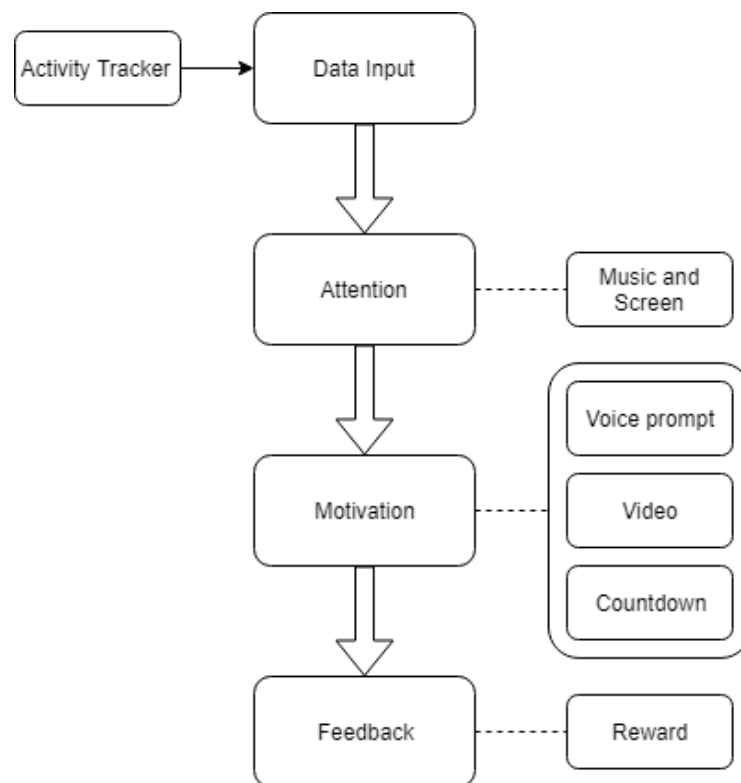 Activity Tracker
Data Input
Attention
Music and
Screen
Voice prompt
Motivation
Video
Countdown
Feedback
Reward